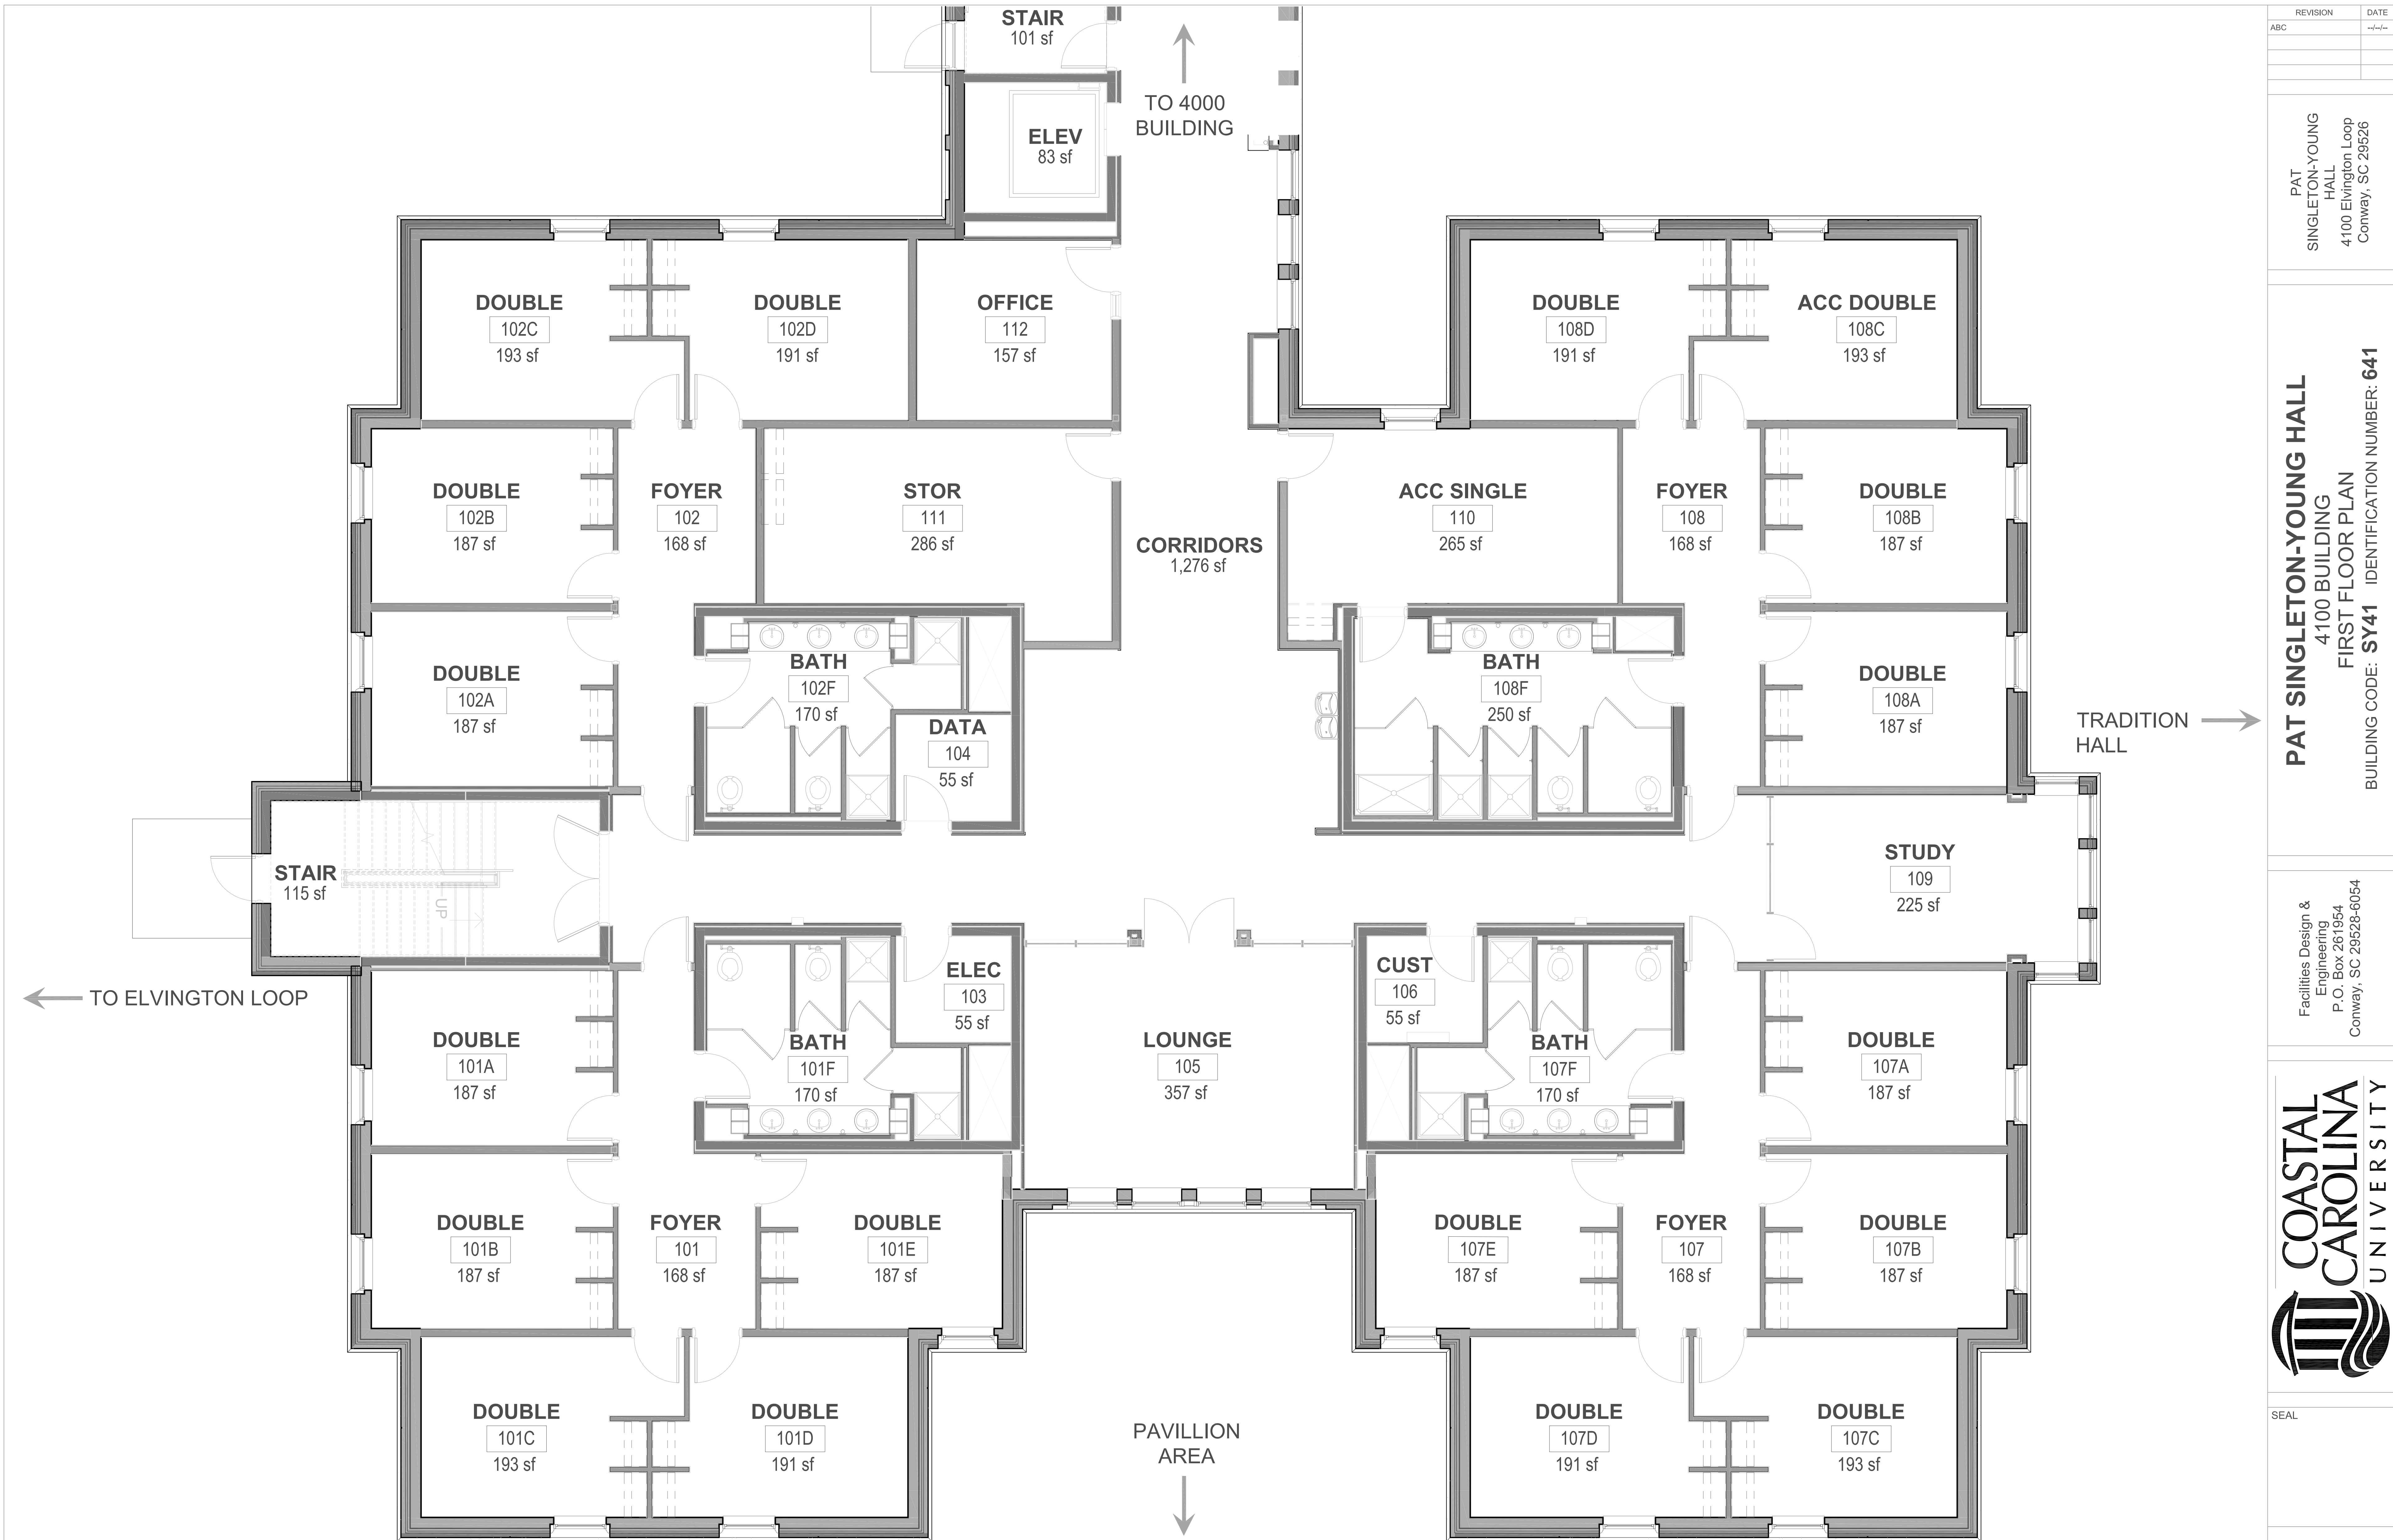 STAIR
101 sf
TO 4000
BUILDING
ELEV
83 sf
DOUBLE
102C
193 sf
DOUBLE
102D
191 sf
OFFICE
112
157 sf
DOUBLE
108D
191 sf
ACC DOUBLE
108C
193 sf
DOUBLE
102B
187 sf
FOYER
102
168 sf
STOR
111
286 sf
CORRIDORS
1,276 sf
ACC SINGLE
110
265 sf
FOYER
108
168 sf
DOUBLE
108B
187 sf
DOUBLE
102A
187 sf
BATH
102F
170 sf
DATA
104
55 sf
BATH
108F
250 sf
DOUBLE
108A
187 sf
TRADITION
HALL
STAIR
115 sf
UP
STUDY
109
225 sf
TO ELVINGTON LOOP
DOUBLE
101A
187 sf
BATH
101F
170 sf
ELEC
103
55 sf
LOUNGE
105
357 sf
CUST
106
55 sf
BATH
107F
170 sf
DOUBLE
107A
187 sf
DOUBLE
101B
187 sf
FOYER
101
168 sf
DOUBLE
101E
187 sf
DOUBLE
107E
187 sf
FOYER
107
168 sf
DOUBLE
107B
187 sf
DOUBLE
101C
193 sf
DOUBLE
101D
191 sf
PAVILLION
AREA
DOUBLE
107D
191 sf
DOUBLE
107C
193 sf
REVISION DATE
ABC --/--/--
PAT
SINGLETON-YOUNG
HALL
4100 Elvington Loop
Conway, SC 29526
PAT SINGLETON-YOUNG HALL
4100 BUILDING
FIRST FLOOR PLAN
BUILDING CODE: SY41 IDENTIFICATION NUMBER: 641
Facilities Design &
Engineering
P.O. Box 261954
Conway, SC 29528-6054
COASTAL
CAROLINA
UNIVERSITY
SEAL